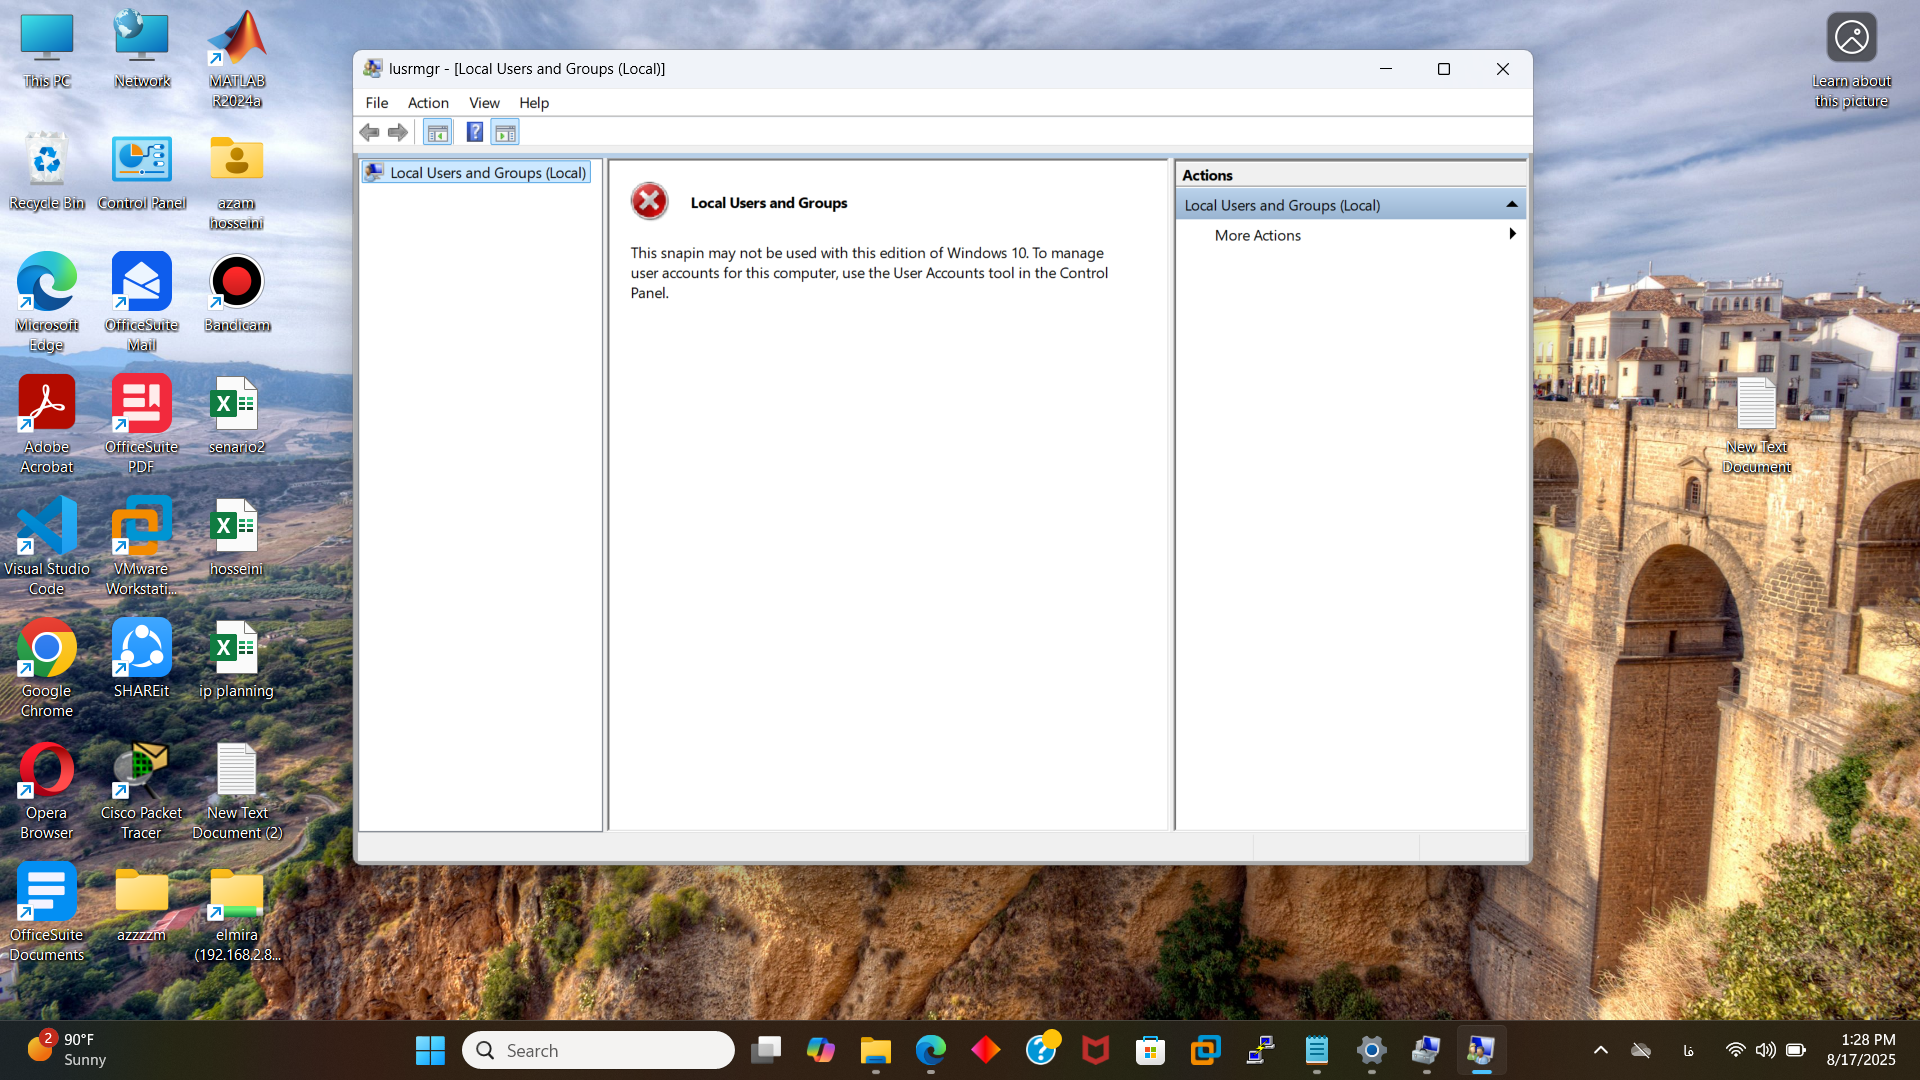 This PC
Network
MATLAB
R2024a
Recycle Bin
Control Panel
azam
hosseini
Microsoft
Edge
OfficeSuite
Mail
Bandicam
Adobe
Acrobat
OfficeSuite
PDF
senario2
Visual Studio
Code
VMware
Workstati...
hosseini
Google
Chrome
SHAREit
ip planning
Opera
Browser
Cisco Packet
Tracer
New Text
Document (2)
OfficeSuite
Documents
azzzzm
elmira
(192.168.2.8...
lusrmgr - [Local Users and Groups (Local)]
File Action View Help
Local Users and Groups (Local)
Local Users and Groups
This snapin may not be used with this edition of Windows 10. To manage
user accounts for this computer, use the User Accounts tool in the Control
Panel.
Actions
Local Users and Groups (Local)
More Actions
Learn about
this picture
New Text
Document
2
90°F
Sunny
Search
فا
1:28 PM
8/17/2025